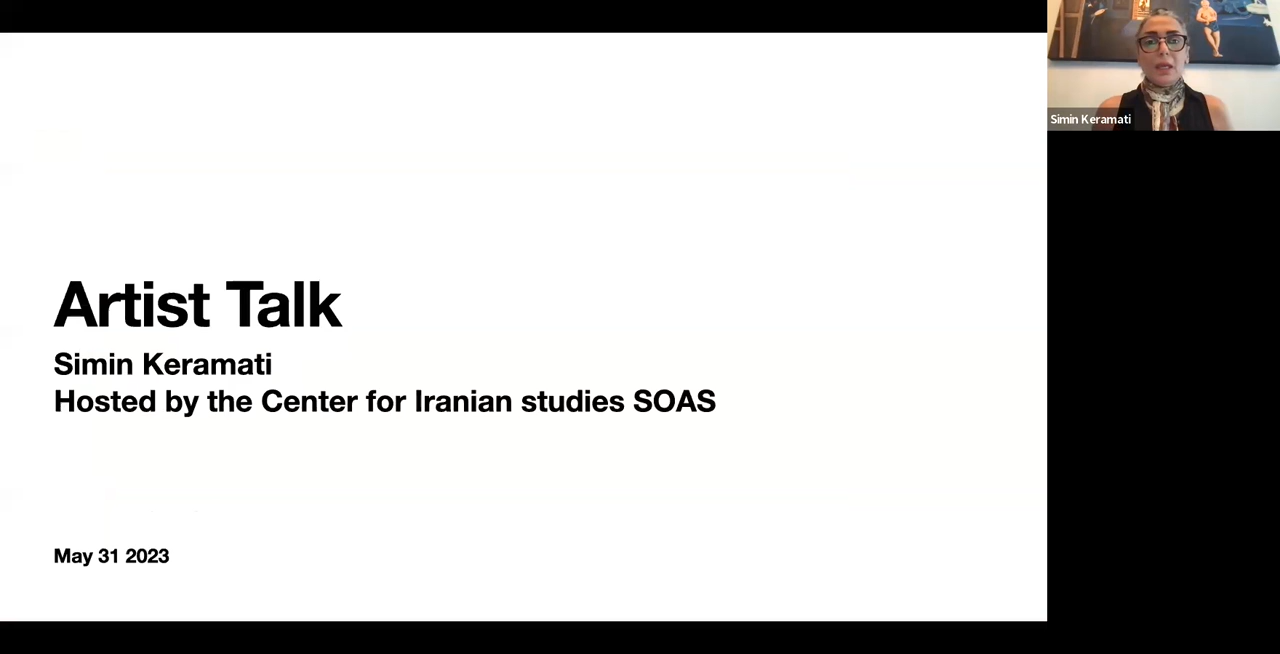 Artist Talk
Simin Keramati
Hosted by the Center for Iranian studies SOAS
May 31 2023
Simin Keramati